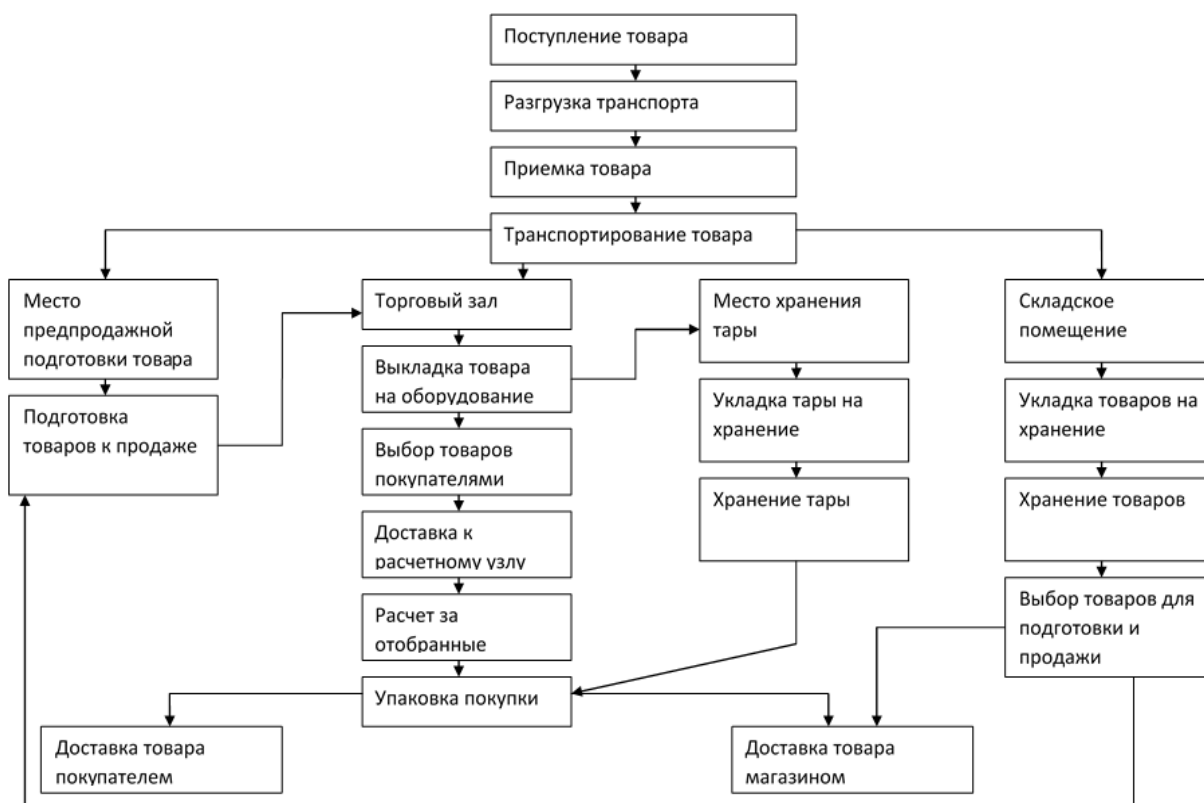 Поступление товара
Разгрузка транспорта
Приемка товара
Транспортирование товара
Место
предпродажной
подготовки товара
Торговый зал
Место хранения
тары
Складское
помещение
Подготовка
товаров к продаже
Выкладка товара
на оборудование
Укладка тары на
хранение
Укладка товаров на
хранение
Выбор товаров
покупателями
Хранение тары
Хранение товаров
Доставка к
расчетному узлу
Расчет за
отобранные
Выбор товаров для
подготовки и
продажи
Упаковка покупки
Доставка товара
покупателем
Доставка товара
магазином